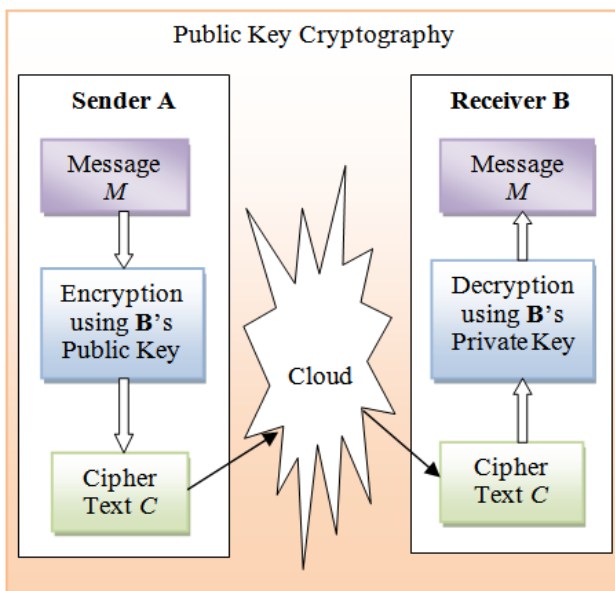 Public Key Cryptography
Sender A
Message
M
Encryption
using B's
Public Key
Cipher
Text C
Cloud
Receiver B
Message
M
Decryption
using B's
Private Key
Cipher
Text C